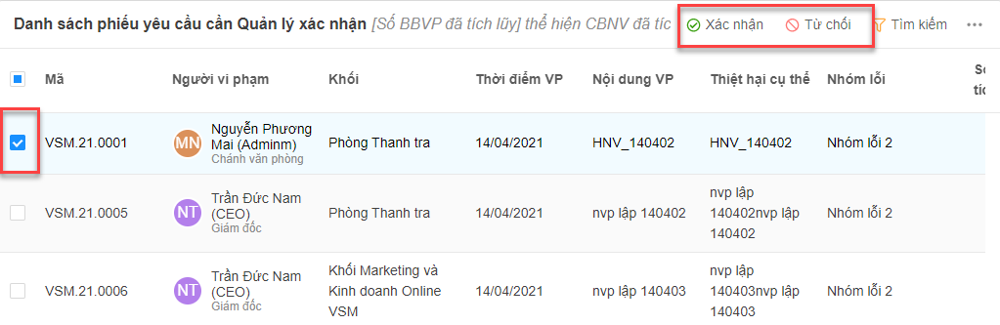 Danh sách phiếu yêu cầu cần Quản lý xác nhận [Số BBVP đã tích lũy] thể hiện CBNV đã tíc Xác nhận Từ chối Tìm kiếm
Mã Người vi phạm Khối Thời điểm VP Nội dung VP Thiệt hại cụ thể Nhóm lỗi
VSM.21.0001
MN
Nguyễn Phương
Mai (Adminm)
Chánh văn phòng
Phòng Thanh tra
14/04/2021
HNV_140402
HNV_140402
Nhóm lỗi 2
VSM.21.0005
NT
Trần Đức Nam
(CEO)
Giám đốc
Phòng Thanh tra
14/04/2021
nvp lập 140402
nvp lập
140402nvp lập
140402
Nhóm lỗi 2
VSM.21.0006
NT
Trần Đức Nam
(CEO)
Giám đốc
Khối Marketing và
Kinh doanh Online
VSM
14/04/2021
nvp lập 140403
nvp lập
140403nvp lập
140403
Nhóm lỗi 2